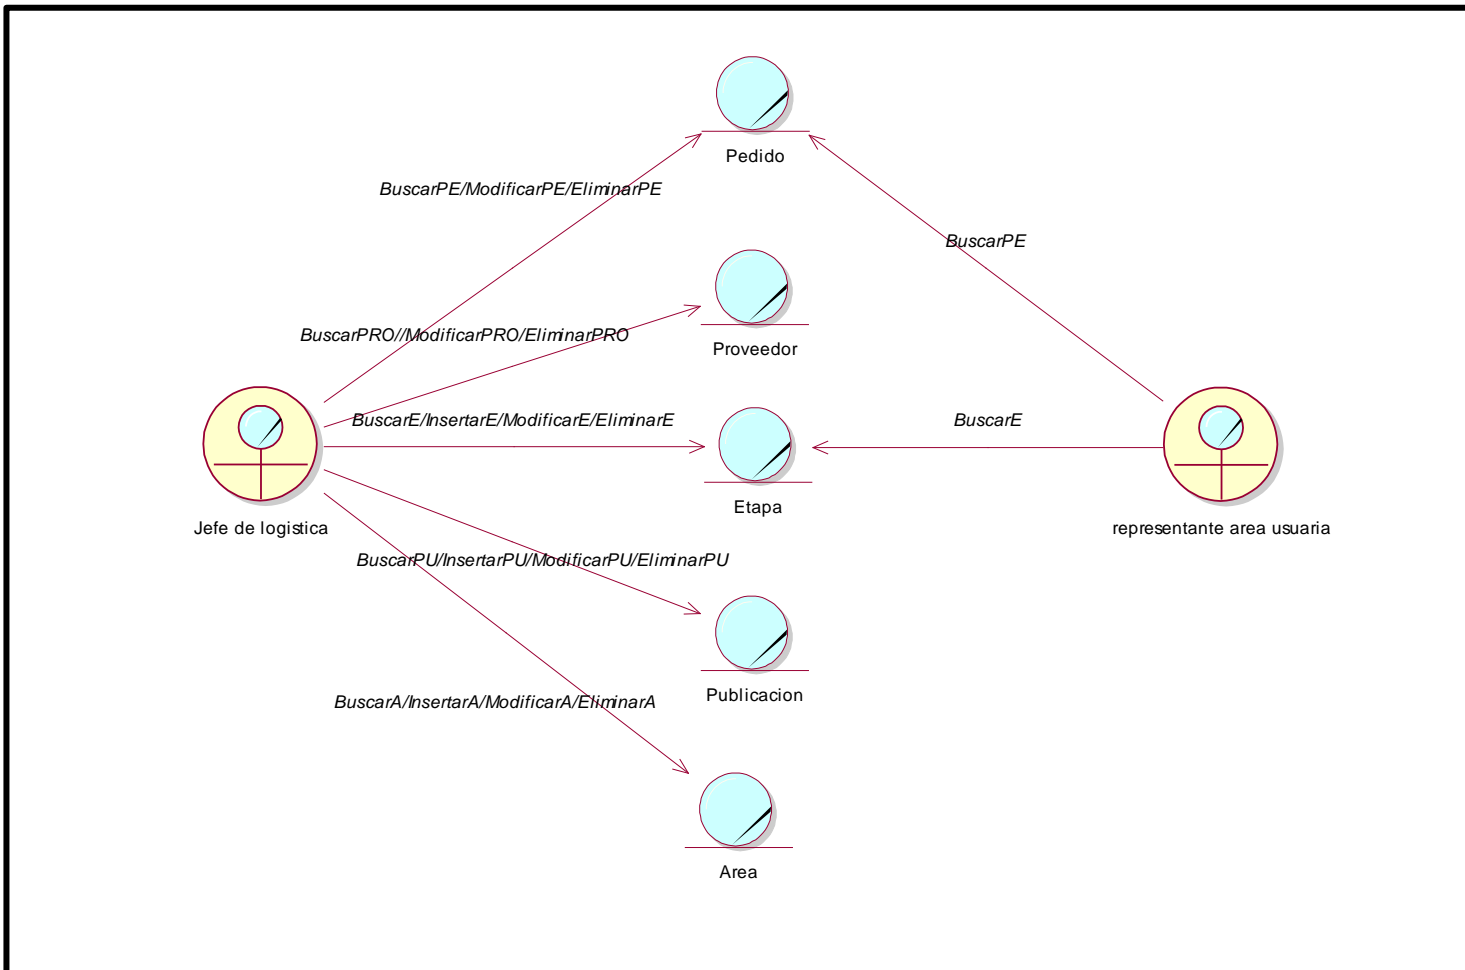 Pedido
BuscarPE/ModificarPE/EliminarPE
BuscarPE
BuscarPRO//ModificarPRO/EliminarPRO
Proveedor
BuscarE/InsertarE/ModificarE/EliminarE
BuscarE
Etapa
Jefe de logistica
representante area usuaria
BuscarPU/InsertarPU/ModificarPU/EliminarPU
Publicacion
BuscarA/InsertarA/ModificarA/EliminarA
Area